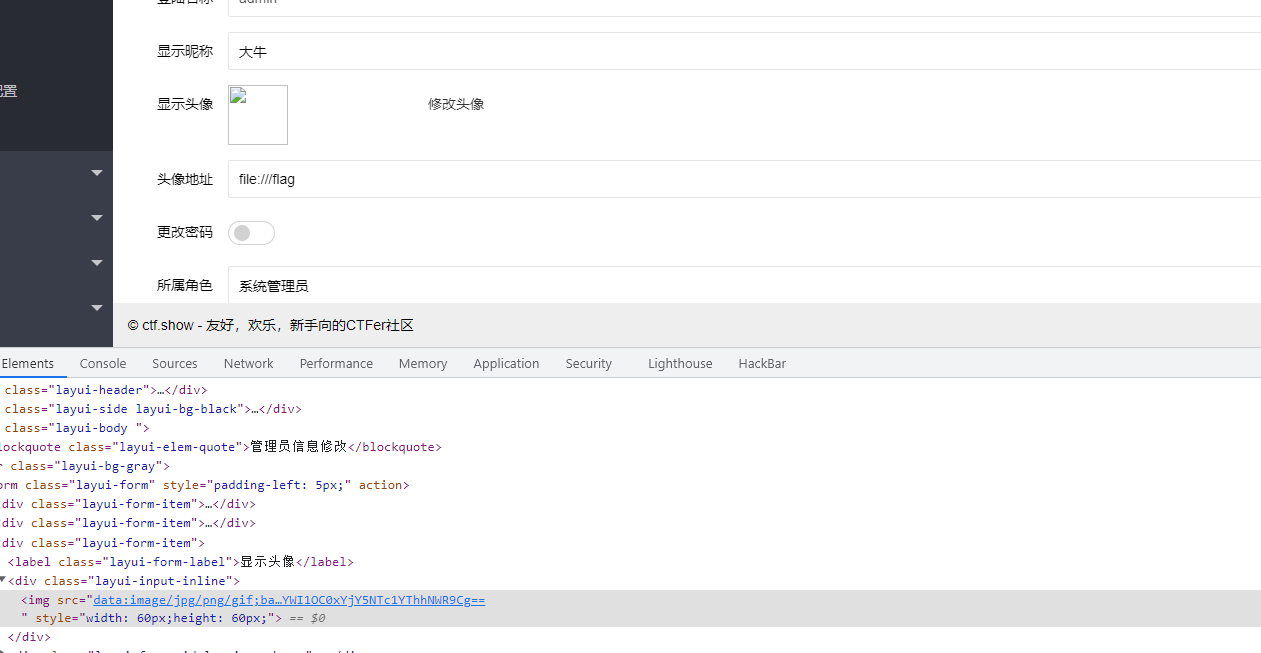 登陆名称 admin
显示昵称 大牛
配置
显示头像 修改头像
头像地址 file:///flag
更改密码
所属角色 系统管理员
© ctf.show - 友好，欢乐，新手向的CTFer社区
Elements Console Sources Network Performance Memory Application Security Lighthouse HackBar
class="layui-header">…</div>
class="layui-side layui-bg-black">…</div>
class="layui-body ">
lockquote class="layui-elem-quote">管理员信息修改</blockquote>
r class="layui-bg-gray">
orm class="layui-form" style="padding-left: 5px;" action>
div class="layui-form-item">…</div>
div class="layui-form-item">…</div>
div class="layui-form-item">
<label class="layui-form-label">显示头像</label>
<div class="layui-input-inline">
<img src="data:image/jpg/png/gif;ba…YWI1OC0xYjY5NTc1YThhNWR9Cg==
" style="width: 60px;height: 60px;"> == $0
</div>